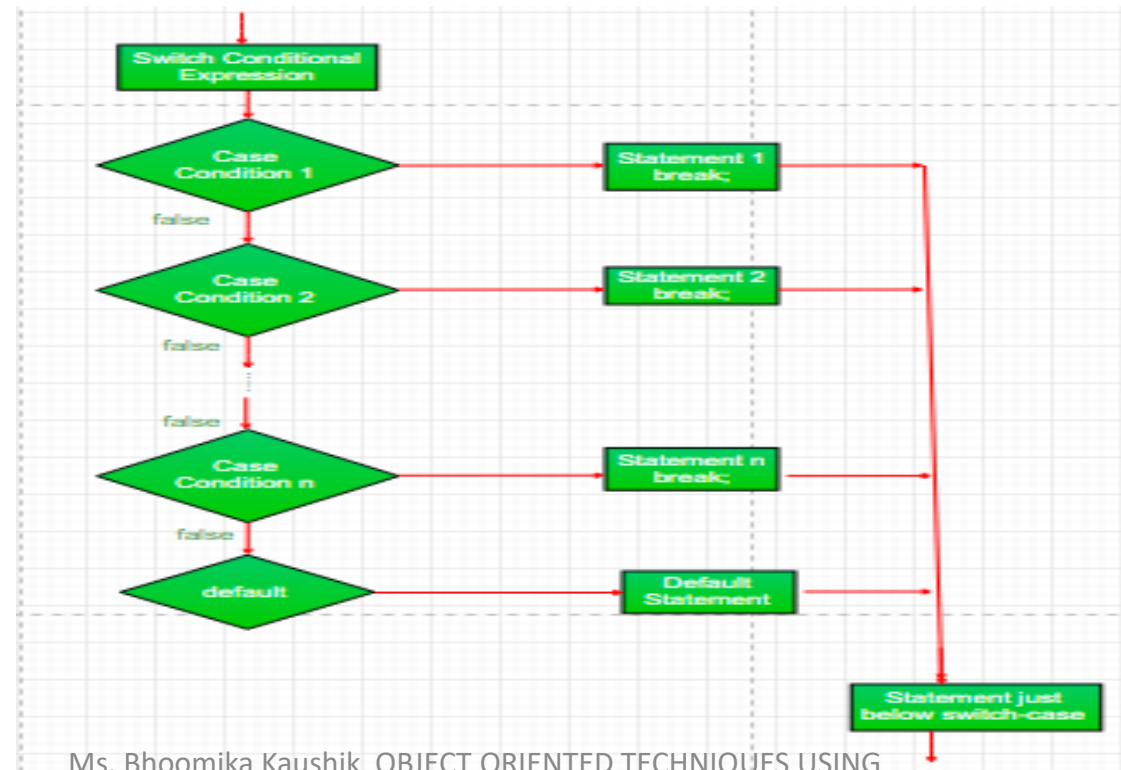 Switch Conditional
Expression
Case
Condition 1
Statement 1
break;
false
Case
Condition 2
Statement 2
break;
false
false
Case
Condition n
Statement n
break;
false
default
Default
Statement
Statement just
below switch-case
Ms. Bhoomika Kaushik OBJECT ORIENTED TECHNIQUES USING